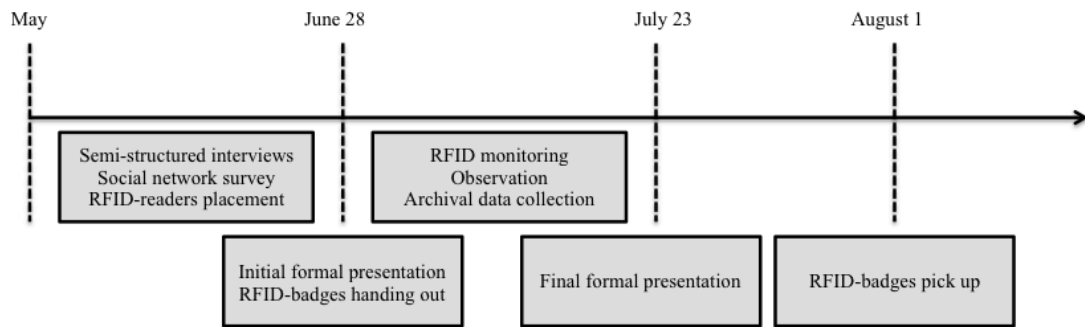 May
June 28
July 23
August 1
Semi-structured interviews
Social network survey
RFID-readers placement
RFID monitoring
Observation
Archival data collection
Initial formal presentation
RFID-badges handing out
Final formal presentation
RFID-badges pick up